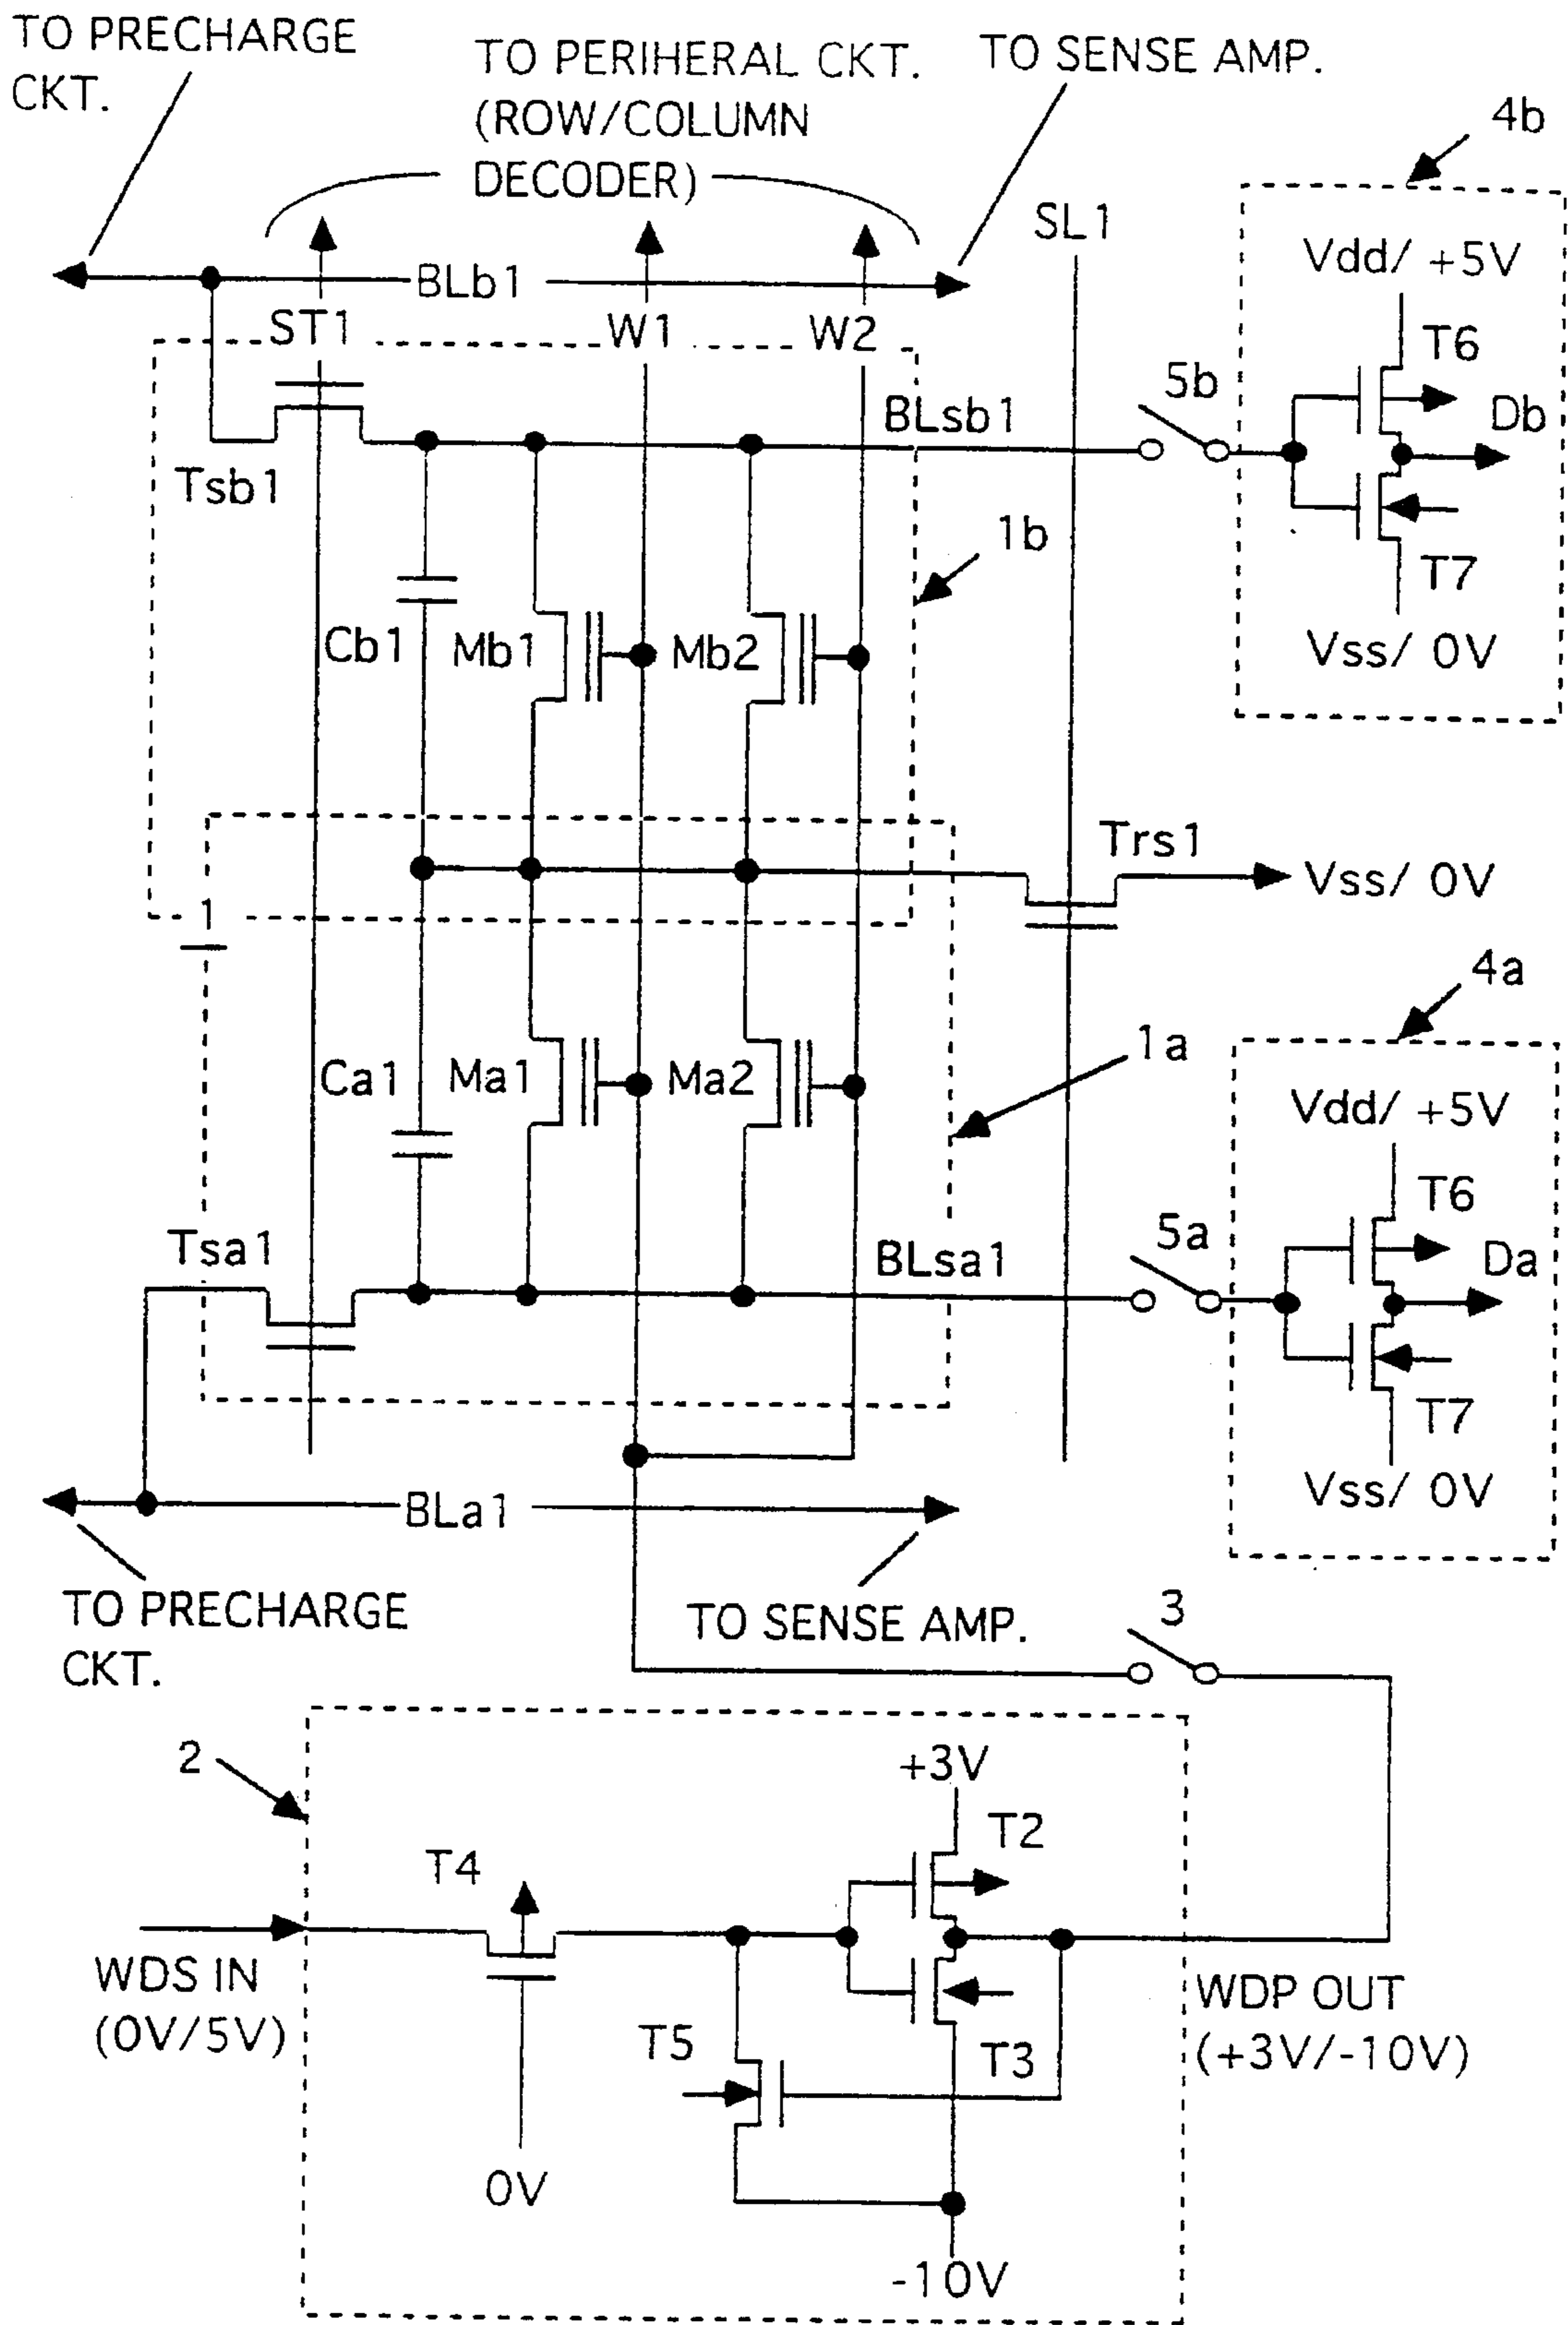 TO PRECHARGE
CKT.
TO PERIHERAL CKT.
(ROW/COLUMN
DECODER)
TO SENSE AMP.
4b
SL1
Vdd/ +5V
BLb1
ST1
W1
W2
T6
5b
Db
BLsb1
Tsb1
1b
T7
Cb1
Mb1
Mb2
Vss/ 0V
Trs1
Vss/ 0V
1
4a
1a
Ca1
Ma1
Ma2
Vdd/ +5V
T6
Tsa1
5a
Da
BLsa1
T7
Vss/ 0V
BLa1
TO PRECHARGE
CKT.
TO SENSE AMP.
3
2
+3V
T2
T4
WDS IN
(0V/5V)
WDP OUT
(+3V/-10V)
T5
T3
0V
-10V